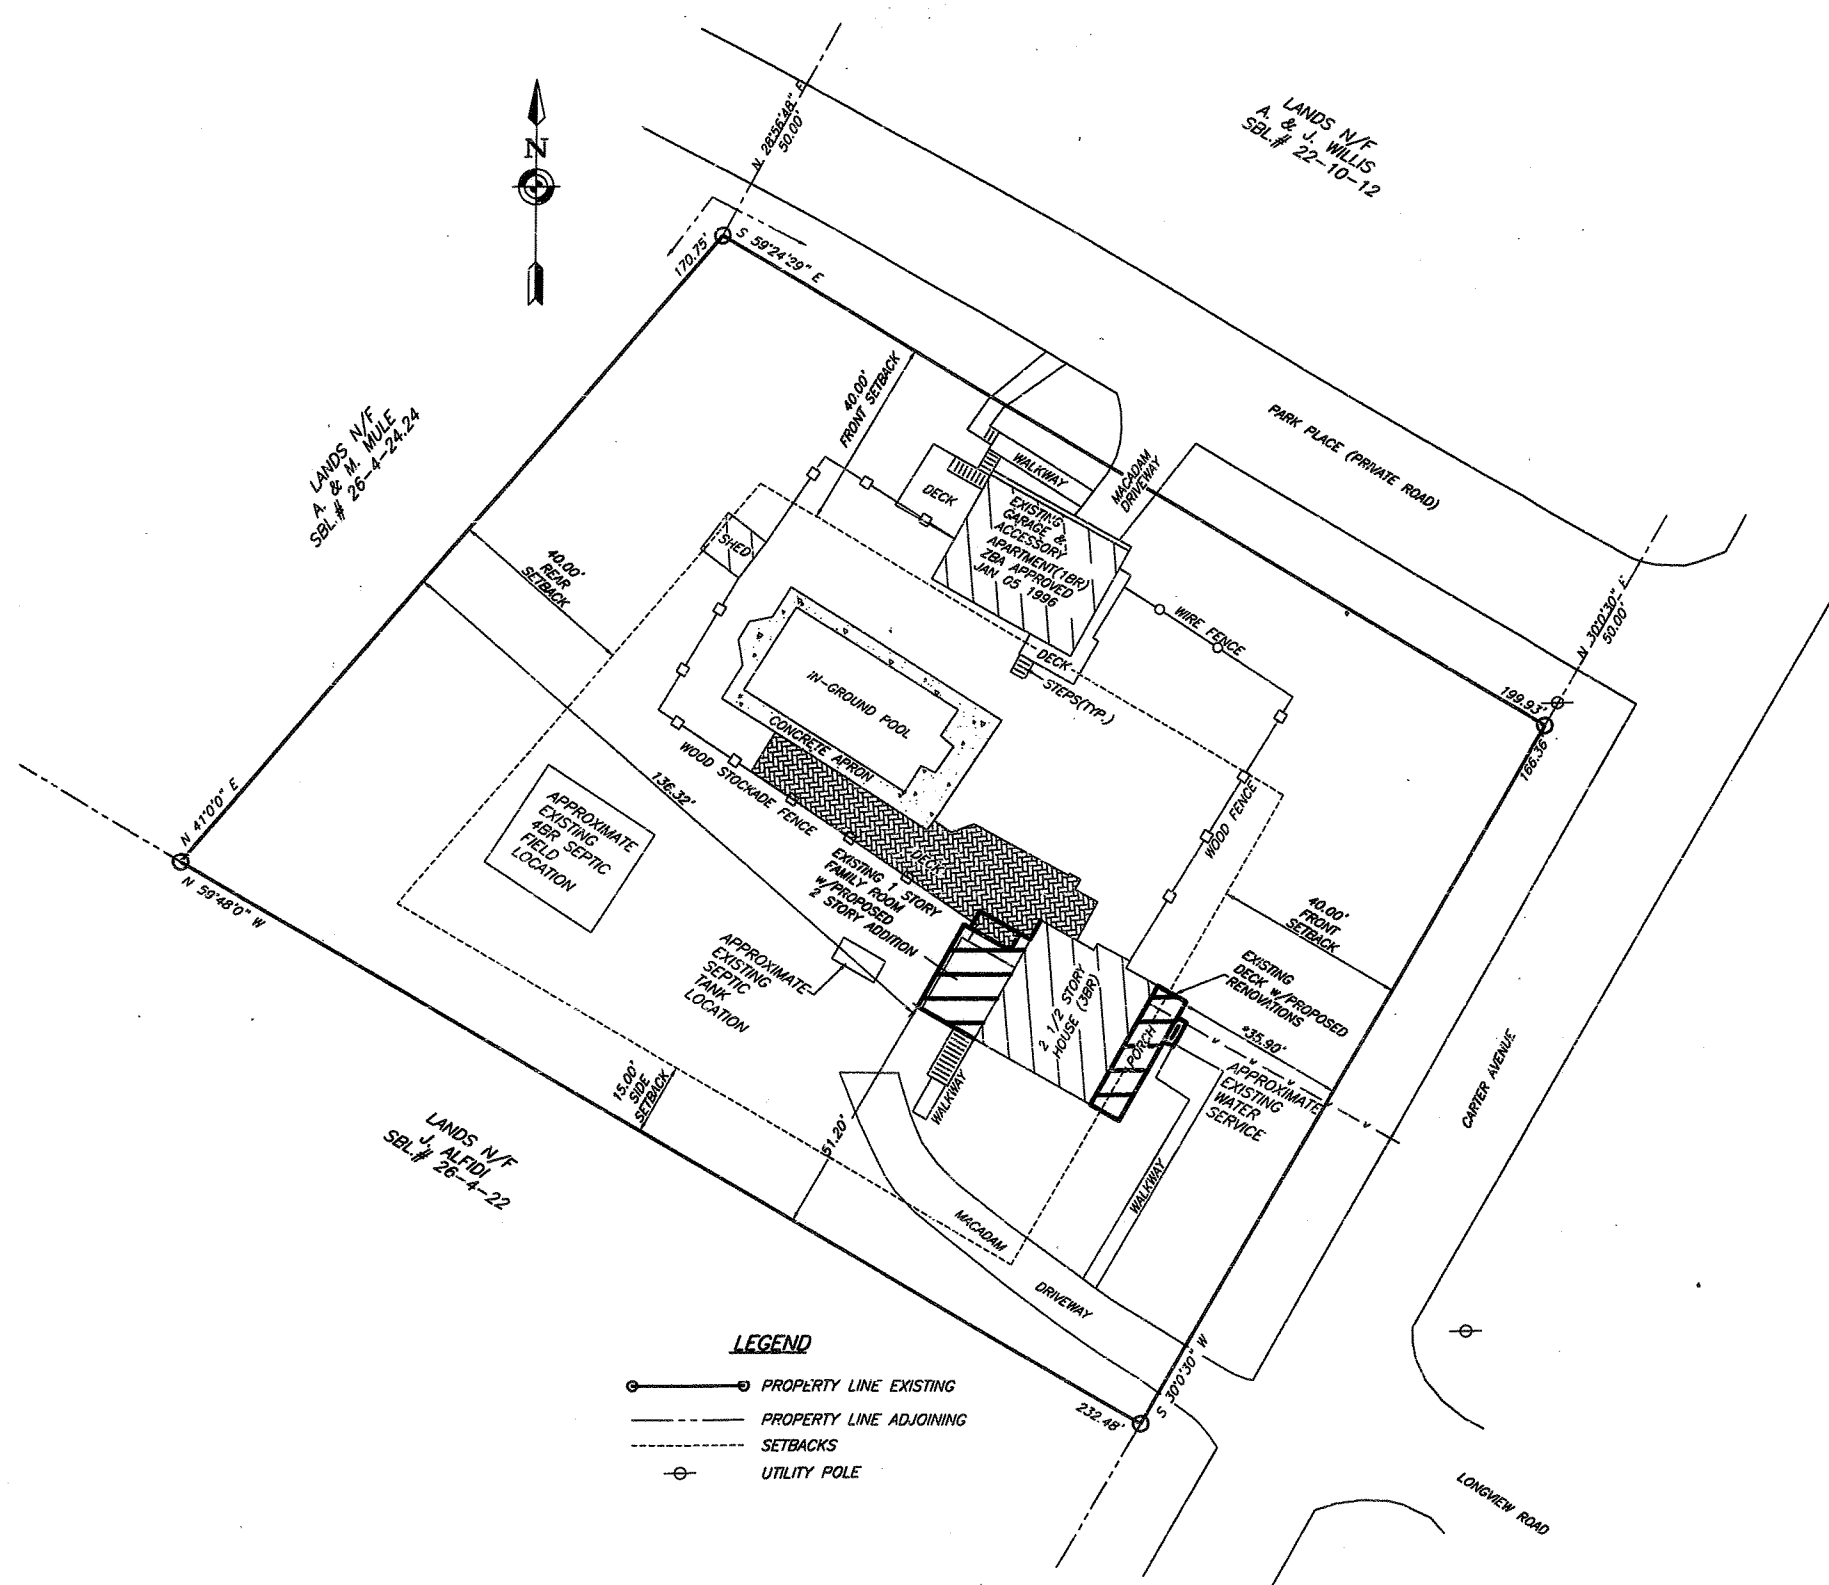 N 28°56'48" E
50.00'
LANDS N/F
A. & J. WILLIS
SBL.# 22-10-12
N
170.75'
S 59°24'29" E
40.00'
FRONT SETBACK
LANDS N/F
A. & M. MULE
SBL.# 26-4-24.24
PARK PLACE (PRIVATE ROAD)
WALKWAY
MACADAM
DRIVEWAY
DECK
EXISTING
GARAGE &
ACCESSORY
APARTMENT(1BR)
ZBA APPROVED
JAN 05 1996
SHED
40.00'
REAR
SETBACK
WIRE FENCE
N 30°0'30" E
50.00'
DECK
STEPS(TYP.)
IN-GROUND POOL
CONCRETE APRON
199.93'
166.36'
WOOD STOCKADE FENCE
136.32'
N 41°0'0" E
N 59°48'0" W
APPROXIMATE
EXISTING
4BR SEPTIC
FIELD
LOCATION
WOOD FENCE
DECK
EXISTING 1 STORY
FAMILY ROOM
w/PROPOSED
2 STORY ADDITION
40.00'
FRONT
SETBACK
APPROXIMATE
EXISTING
SEPTIC
TANK
LOCATION
EXISTING
DECK w/PROPOSED
RENOVATIONS
2 1/2 STORY
HOUSE (3BR)
PORCH
*35.90'
APPROXIMATE
EXISTING
WATER
SERVICE
CARTER AVENUE
15.00'
SIDE
SETBACK
WALKWAY
51.20'
LANDS N/F
J. ALFIDI
SBL.# 26-4-22
WALKWAY
MACADAM
DRIVEWAY
232.48'
S 30°0'30" W
LEGEND
PROPERTY LINE EXISTING
PROPERTY LINE ADJOINING
SETBACKS
UTILITY POLE
LONGVIEW ROAD